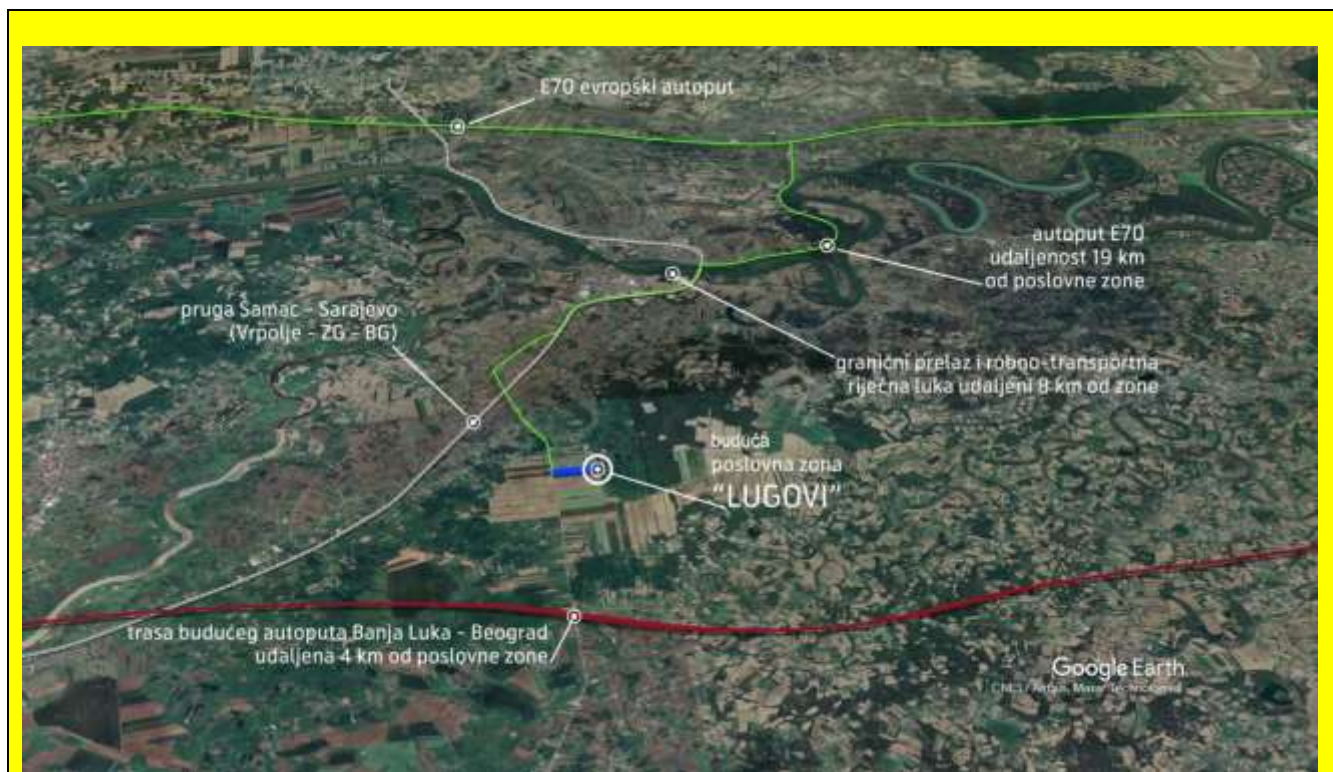 E70 evropski autoput
autoput E70
udaljenost 19 km
od poslovne zone
pruga Šamac - Sarajevo
(Vrpolje - ZG - BG)
granični prelaz i robno-transportna
riječna luka udaljeni 8 km od zone
buduća
poslovna zona
"LUGOVI"
trasa budućeg autoputa Banja Luka - Beograd
udaljena 4 km od poslovne zone
Google Earth